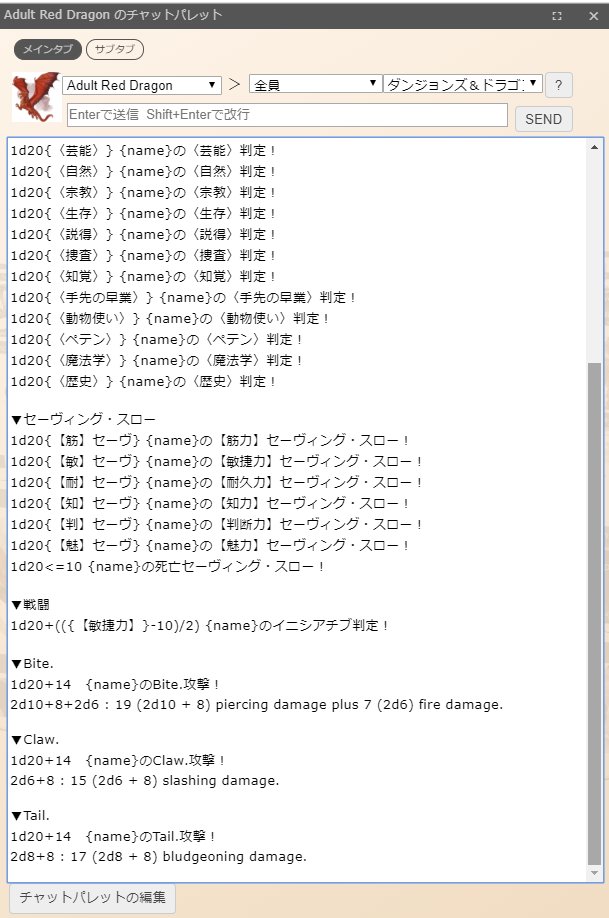 Adult Red Dragon のチャットパレット
メインタブ サブタブ
Adult Red Dragon ＞ 全員 ダンジョンズ＆ドラゴ ?
Enterで送信 Shift+Enterで改行 SEND
1d20{〈芸能〉} {name}の〈芸能〉判定！
1d20{〈自然〉} {name}の〈自然〉判定！
1d20{〈宗教〉} {name}の〈宗教〉判定！
1d20{〈生存〉} {name}の〈生存〉判定！
1d20{〈説得〉} {name}の〈説得〉判定！
1d20{〈捜査〉} {name}の〈捜査〉判定！
1d20{〈知覚〉} {name}の〈知覚〉判定！
1d20{〈手先の早業〉} {name}の〈手先の早業〉判定！
1d20{〈動物使い〉} {name}の〈動物使い〉判定！
1d20{〈ペテン〉} {name}の〈ペテン〉判定！
1d20{〈魔法学〉} {name}の〈魔法学〉判定！
1d20{〈歴史〉} {name}の〈歴史〉判定！
▼セーヴィング・スロー
1d20{【筋】セーヴ} {name}の【筋力】セーヴィング・スロー！
1d20{【敏】セーヴ} {name}の【敏捷力】セーヴィング・スロー！
1d20{【耐】セーヴ} {name}の【耐久力】セーヴィング・スロー！
1d20{【知】セーヴ} {name}の【知力】セーヴィング・スロー！
1d20{【判】セーヴ} {name}の【判断力】セーヴィング・スロー！
1d20{【魅】セーヴ} {name}の【魅力】セーヴィング・スロー！
1d20<=10 {name}の死亡セーヴィング・スロー！
▼戦闘
1d20+(({【敏捷力】}-10)/2) {name}のイニシアチブ判定！
▼Bite.
1d20+14　{name}のBite.攻撃！
2d10+8+2d6 : 19 (2d10 + 8) piercing damage plus 7 (2d6) fire damage.
▼Claw.
1d20+14　{name}のClaw.攻撃！
2d6+8 : 15 (2d6 + 8) slashing damage.
▼Tail.
1d20+14　{name}のTail.攻撃！
2d8+8 : 17 (2d8 + 8) bludgeoning damage.
チャットパレットの編集